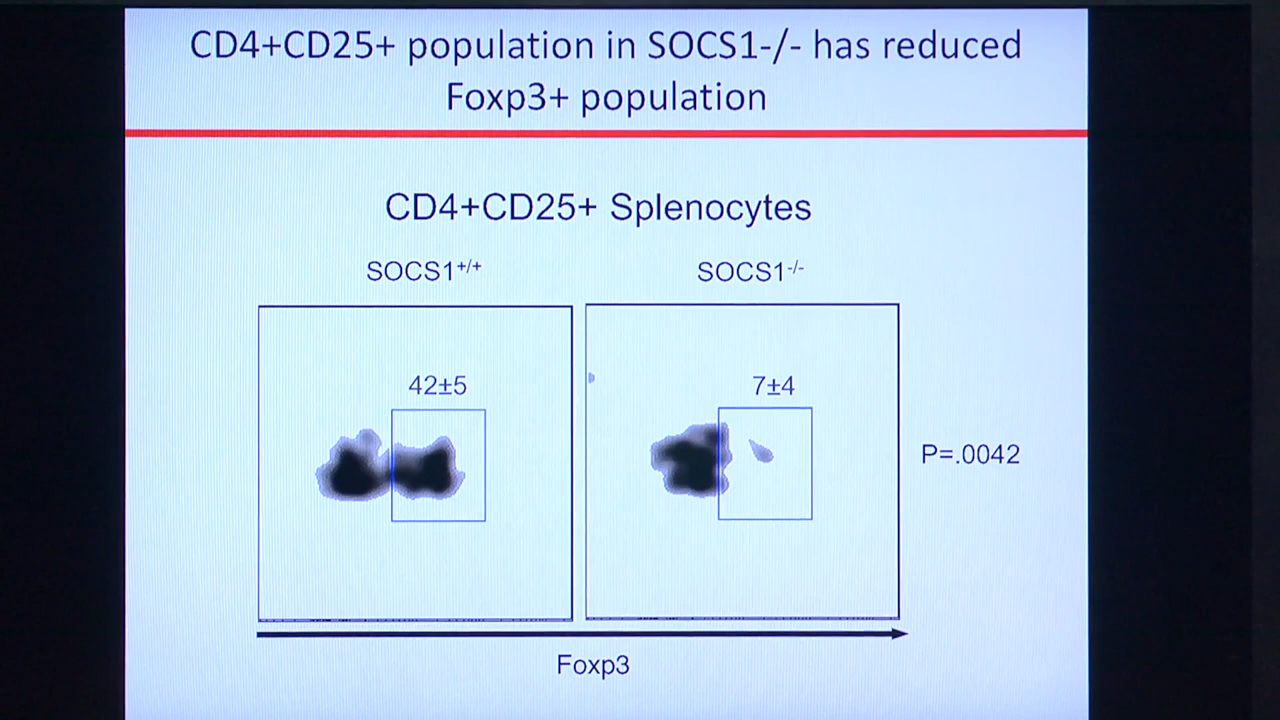 CD4+CD25+ population in SOCS1-/- has reduced
Foxp3+ population
CD4+CD25+ Splenocytes
SOCS1+/+
SOCS1-/-
42±5
7±4
P=.0042
Foxp3